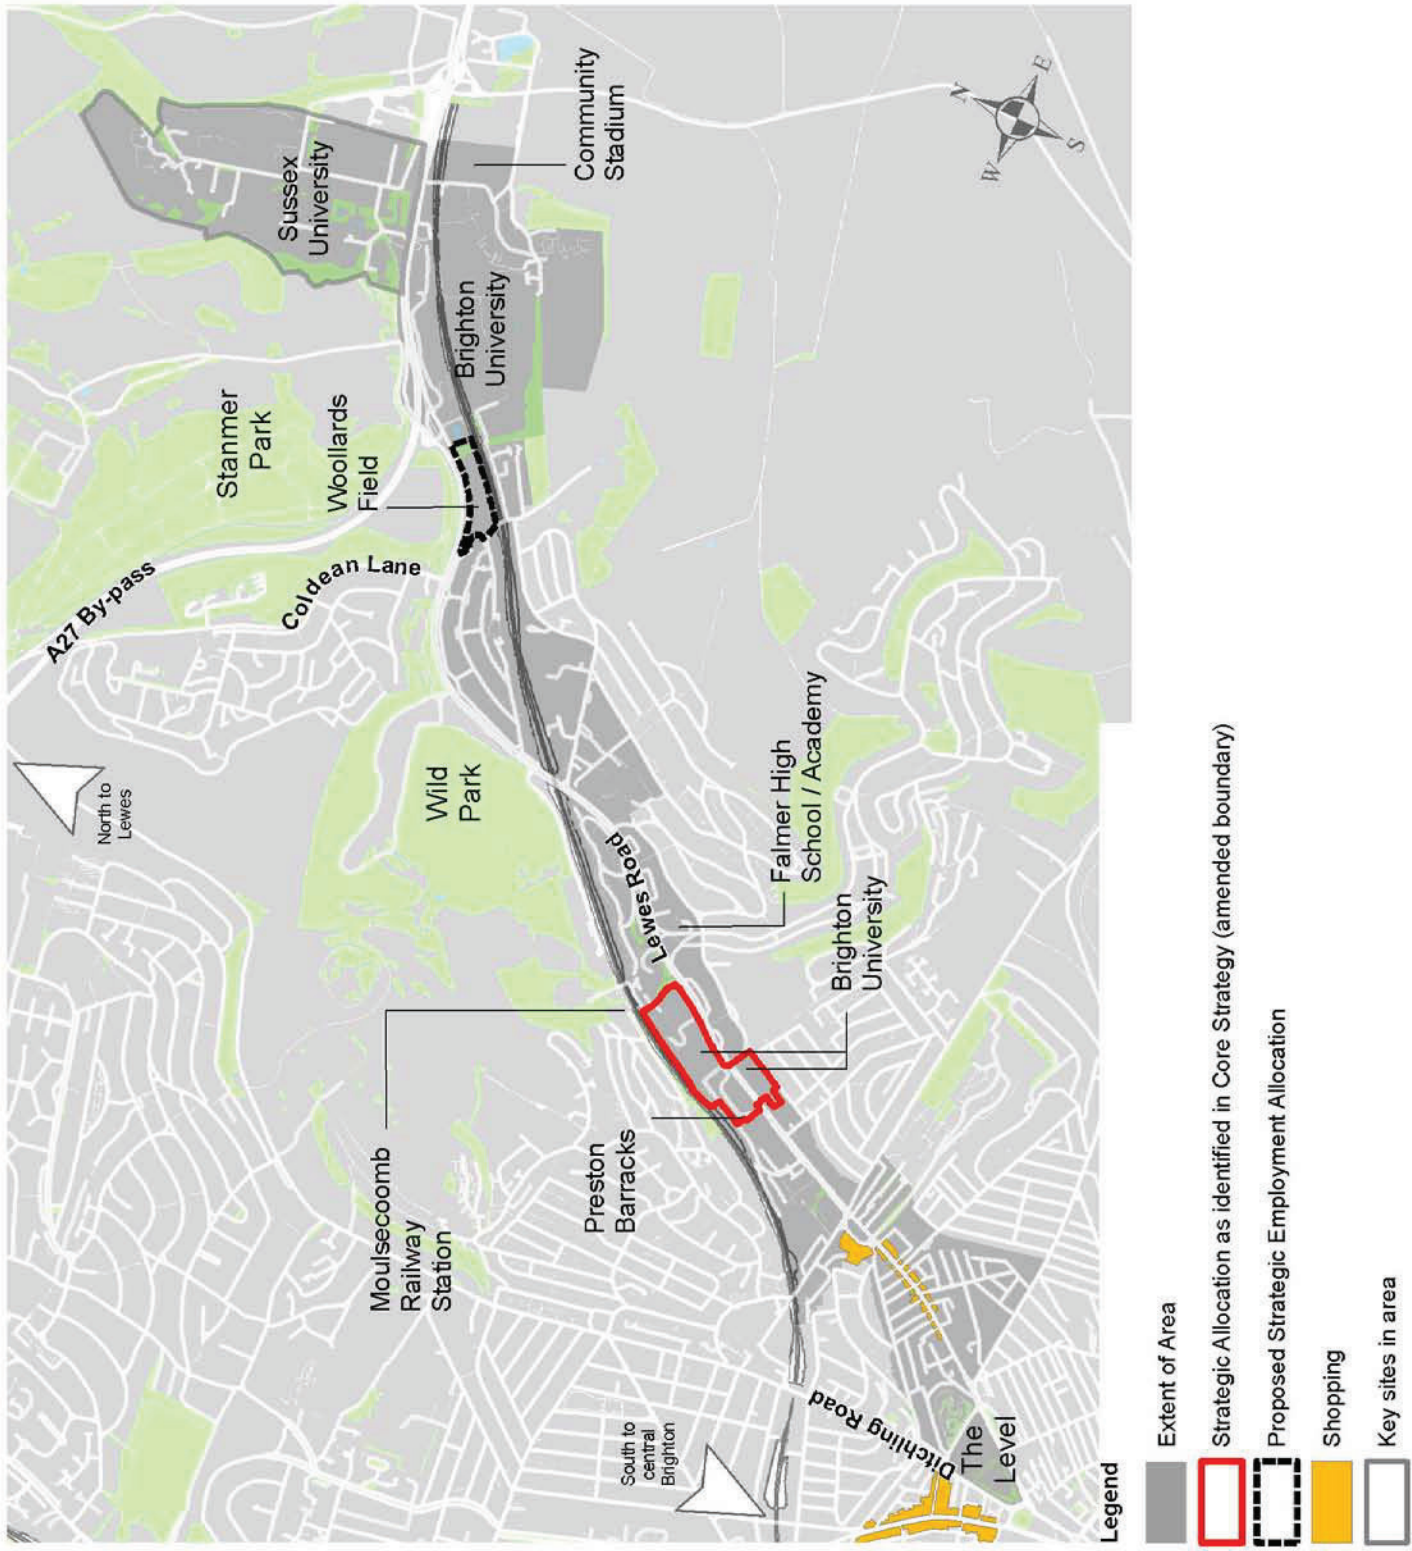 Sussex
University
Community
Stadium
Brighton
University
Stanmer
Park
Woollards
Field
A27 By-pass
Coldean Lane
N
E
S
W
North to
Lewes
Wild
Park
Lewes Road
Falmer High
School / Academy
Brighton
University
Moulsecoomb
Railway
Station
Preston
Barracks
South to
central
Brighton
Ditchling Road
The
Level
Legend
Extent of Area
Strategic Allocation as identified in Core Strategy (amended boundary)
Proposed Strategic Employment Allocation
Shopping
Key sites in area